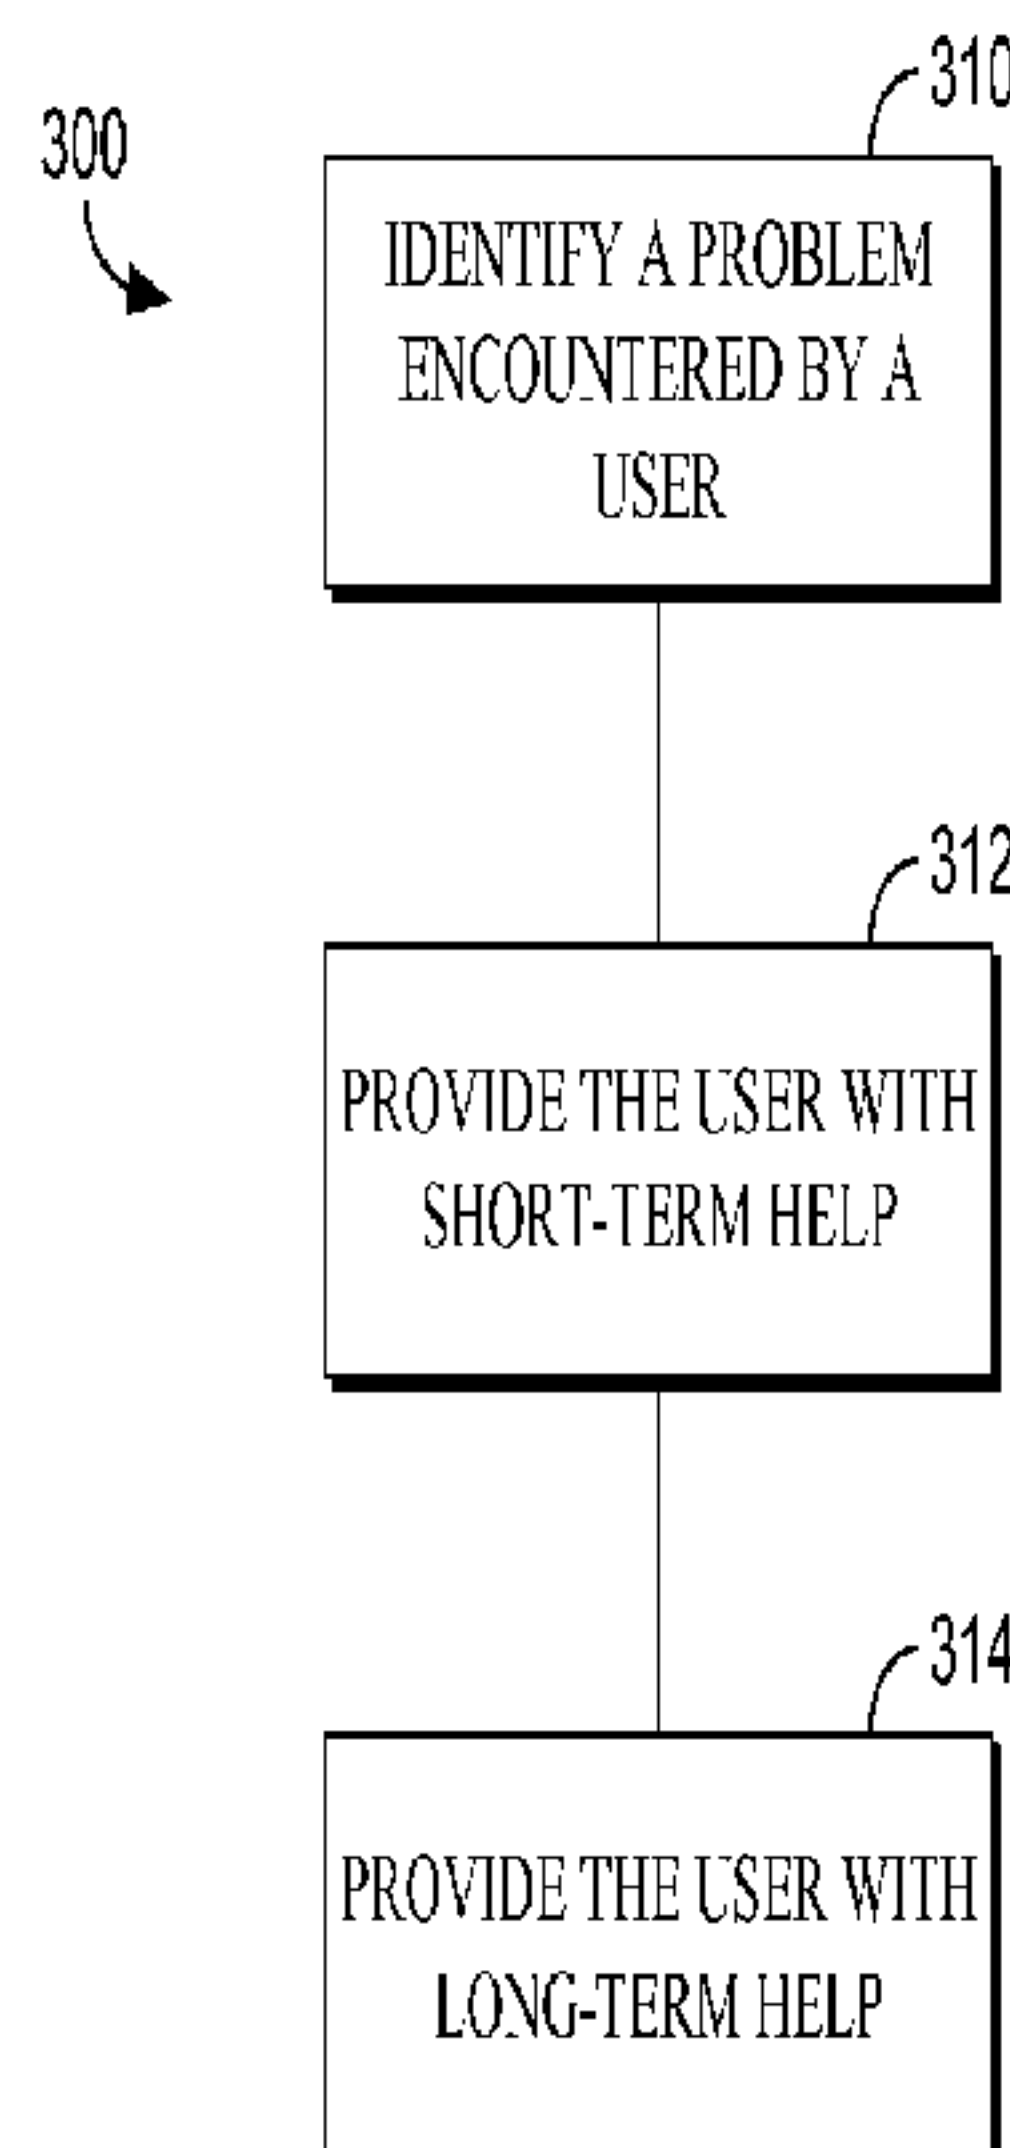 310
300
IDENTIFY A PROBLEM
ENCOUNTERED BY A
USER
312
PROVIDE THE USER WITH
SHORT-TERM HELP
314
PROVIDE THE USER WITH
LONG-TERM HELP